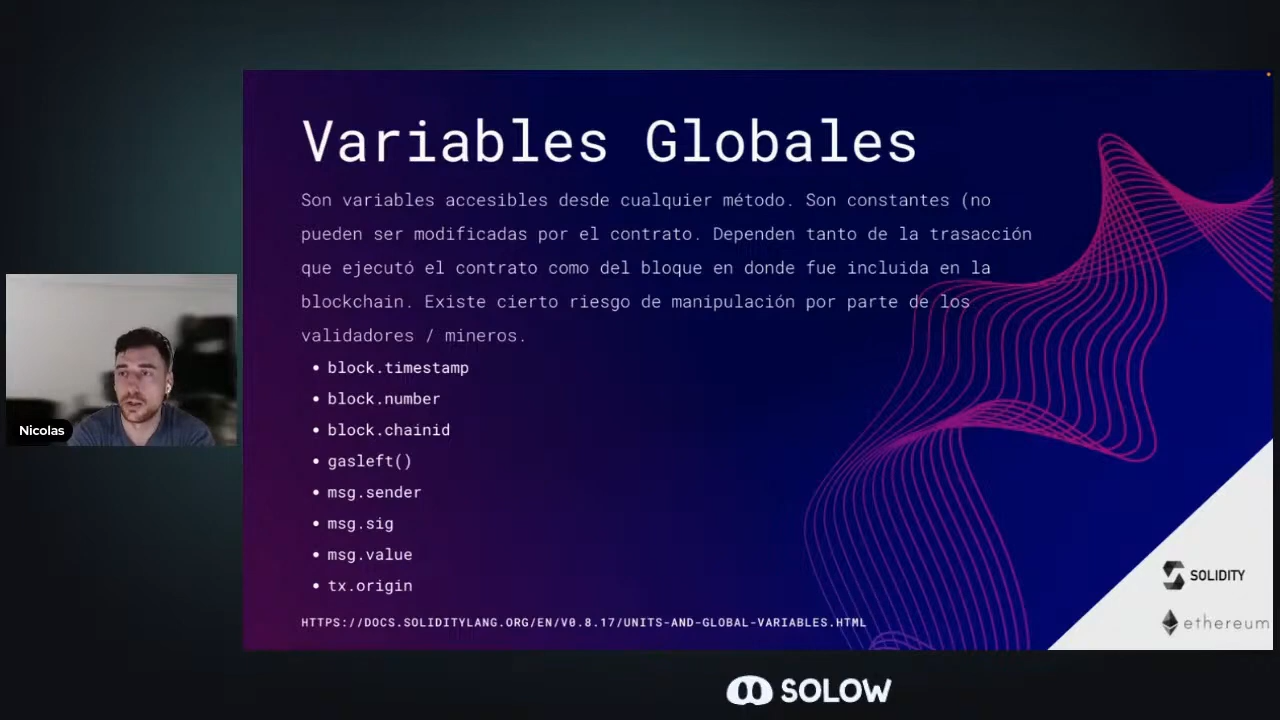 Variables Globales
Son variables accesibles desde cualquier método. Son constantes (no
pueden ser modificadas por el contrato. Dependen tanto de la trasacción
que ejecutó el contrato como del bloque en donde fue incluida en la
blockchain. Existe cierto riesgo de manipulación por parte de los
validadores / mineros.
• block.timestamp
• block.number
• block.chainid
• gasleft()
• msg.sender
• msg.sig
• msg.value
• tx.origin
HTTPS://DOCS.SOLIDITYLANG.ORG/EN/V0.8.17/UNITS-AND-GLOBAL-VARIABLES.HTML
Nicolas
SOLIDITY
ethereum
SOLOW